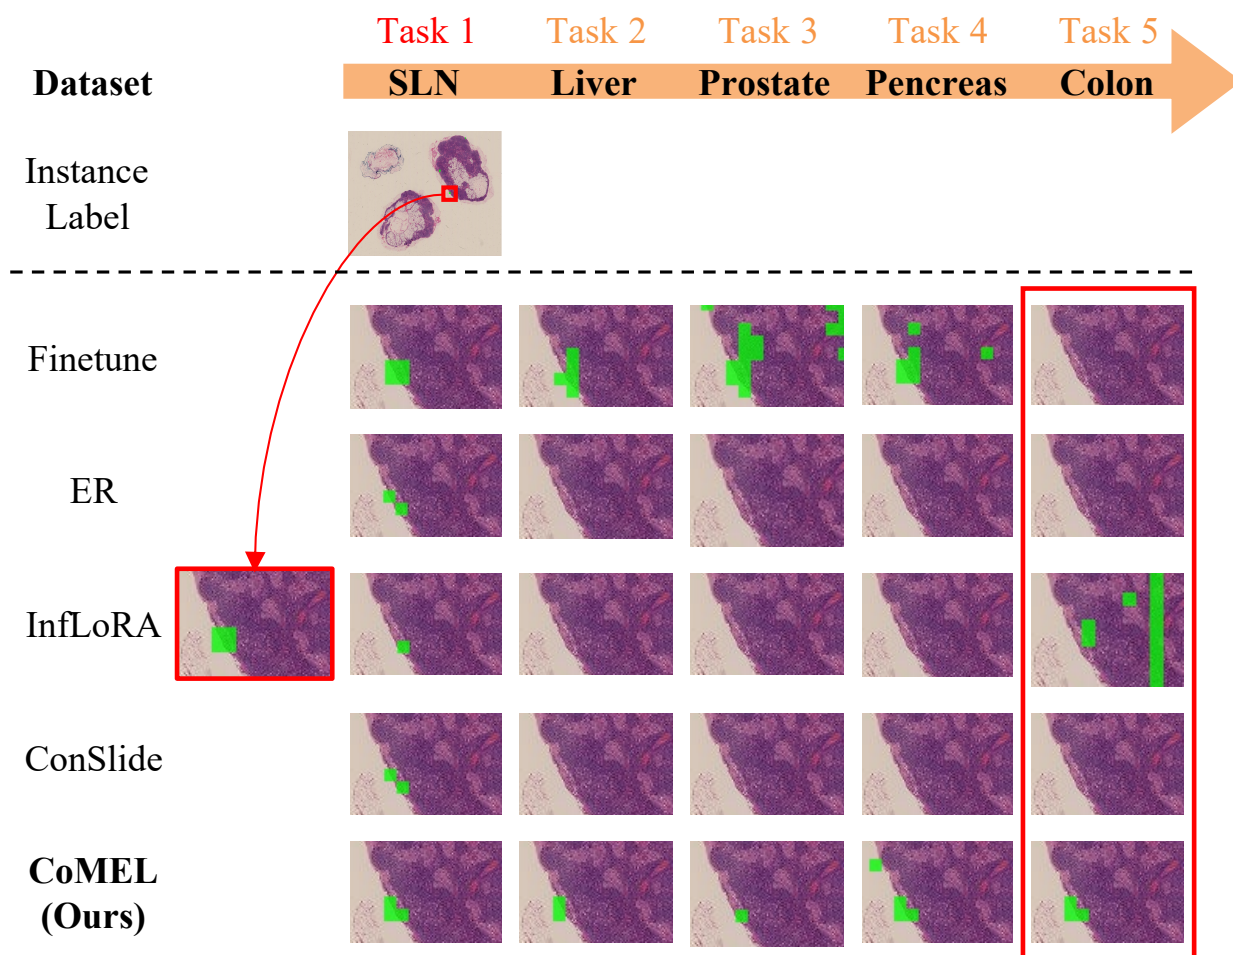 Task 1 Task 2 Task 3 Task 4 Task 5
Dataset SLN Liver Prostate Pencreas Colon
Instance
Label
Finetune
ER
InfLoRA
ConSlide
CoMEL
(Ours)